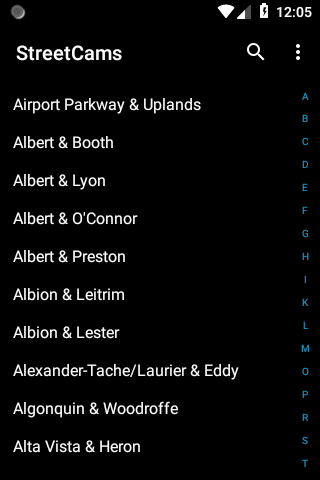 12:05
StreetCams
Airport Parkway & Uplands
Albert & Booth
Albert & Lyon
Albert & O'Connor
Albert & Preston
Albion & Leitrim
Albion & Lester
Alexander-Tache/Laurier & Eddy
Algonquin & Woodroffe
Alta Vista & Heron
A
B
C
D
E
F
G
H
I
K
L
M
O
P
R
S
T